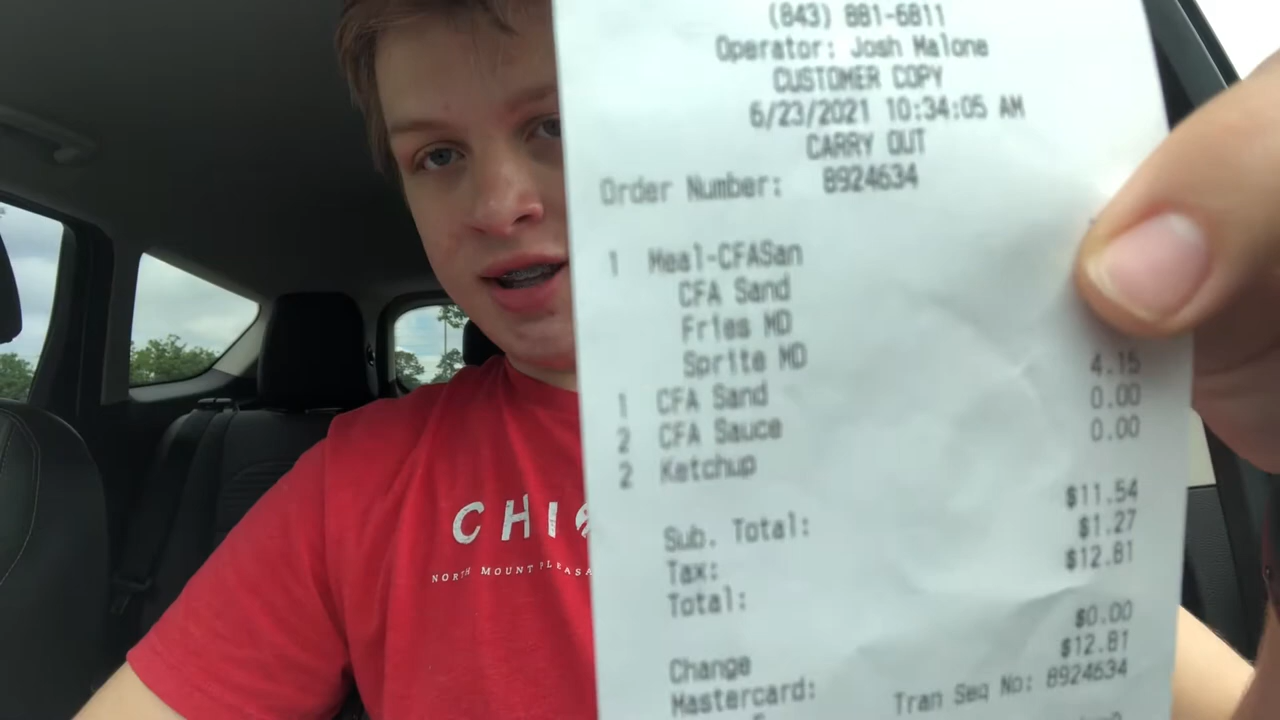 (843) 881-6811
Operator: Josh Malone
CUSTOMER COPY
6/23/2021 10:34:05 AM
CARRY OUT
Order Number: 8924634
1 Meal-CFASan
CFA Sand
Fries MD
Sprite MD
1 CFA Sand 4.15
2 CFA Sauce 0.00
2 Ketchup 0.00
Sub. Total: $11.54
Tax: $1.27
Total: $12.81
Change $0.00
Mastercard: $12.81
Tran Seq No: 8924634
CHI
NORTH MOUNT PLEASA